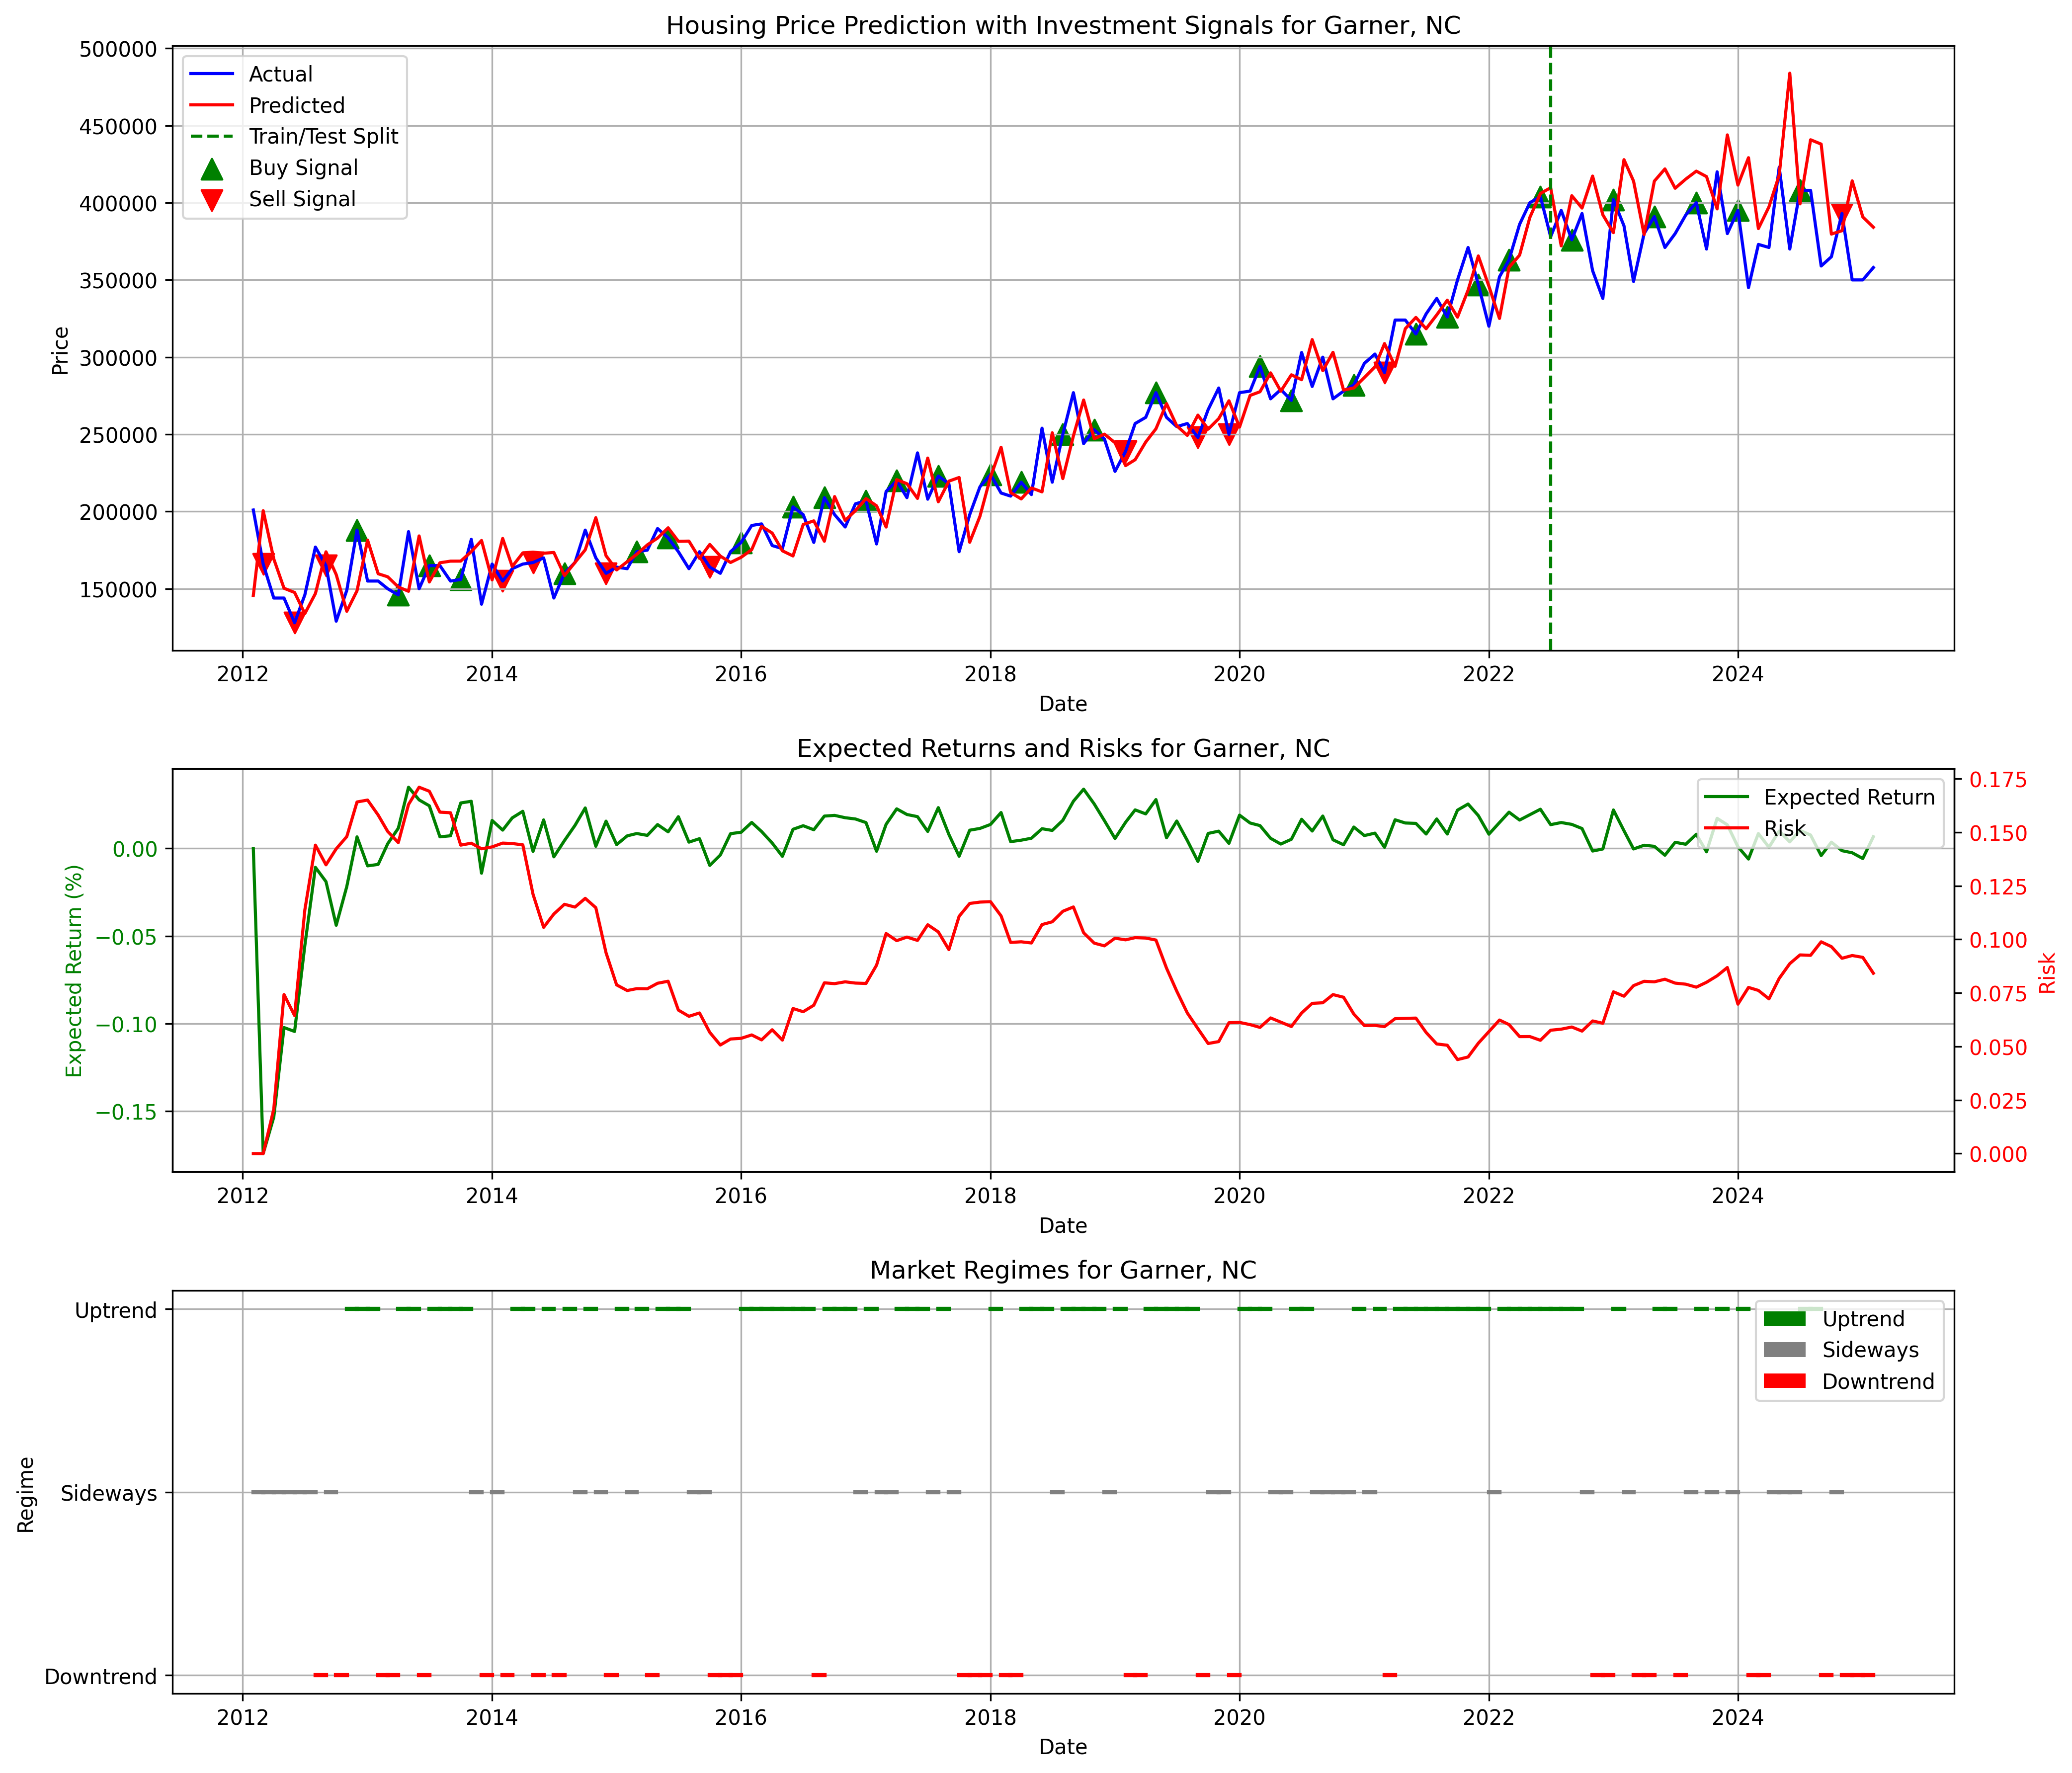 Housing Price Prediction with Investment Signals for Garner, NC
500000
450000
400000
350000
300000
250000
200000
150000
Price
Actual
Predicted
Train/Test Split
Buy Signal
Sell Signal
2012 2014 2016 2018 2020 2022 2024
Date
Expected Returns and Risks for Garner, NC
0.00
−0.05
−0.10
−0.15
Expected Return (%)
Expected Return
Risk
0.175
0.150
0.125
0.100
0.075
0.050
0.025
0.000
Risk
2012 2014 2016 2018 2020 2022 2024
Date
Market Regimes for Garner, NC
Uptrend
Sideways
Downtrend
Regime
Uptrend
Sideways
Downtrend
2012 2014 2016 2018 2020 2022 2024
Date